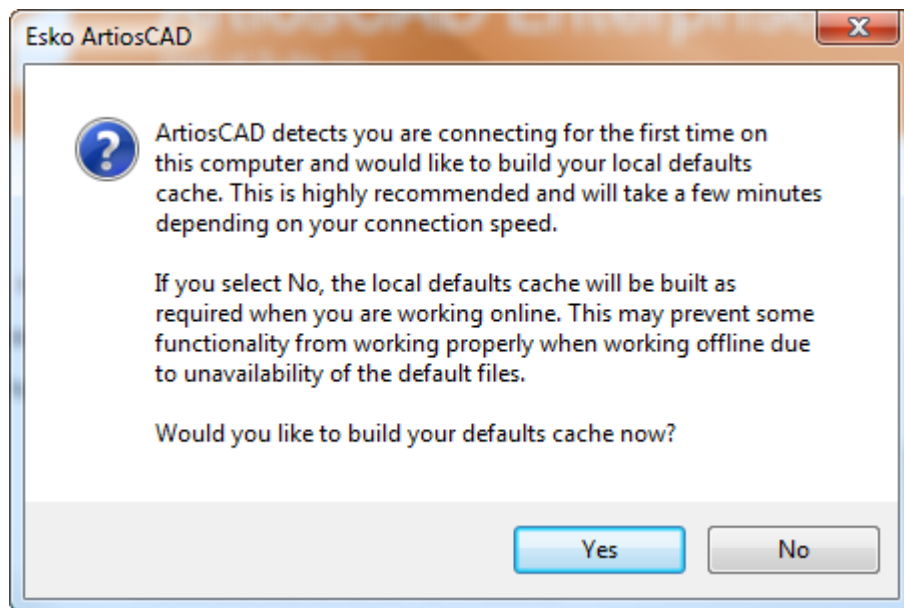 ArtiosCAD Enterprise
Esko ArtiosCAD
ArtiosCAD detects you are connecting for the first time on
this computer and would like to build your local defaults
cache. This is highly recommended and will take a few minutes
depending on your connection speed.
If you select No, the local defaults cache will be built as
required when you are working online. This may prevent some
functionality from working properly when working offline due
to unavailability of the default files.
Would you like to build your defaults cache now?
Yes
No